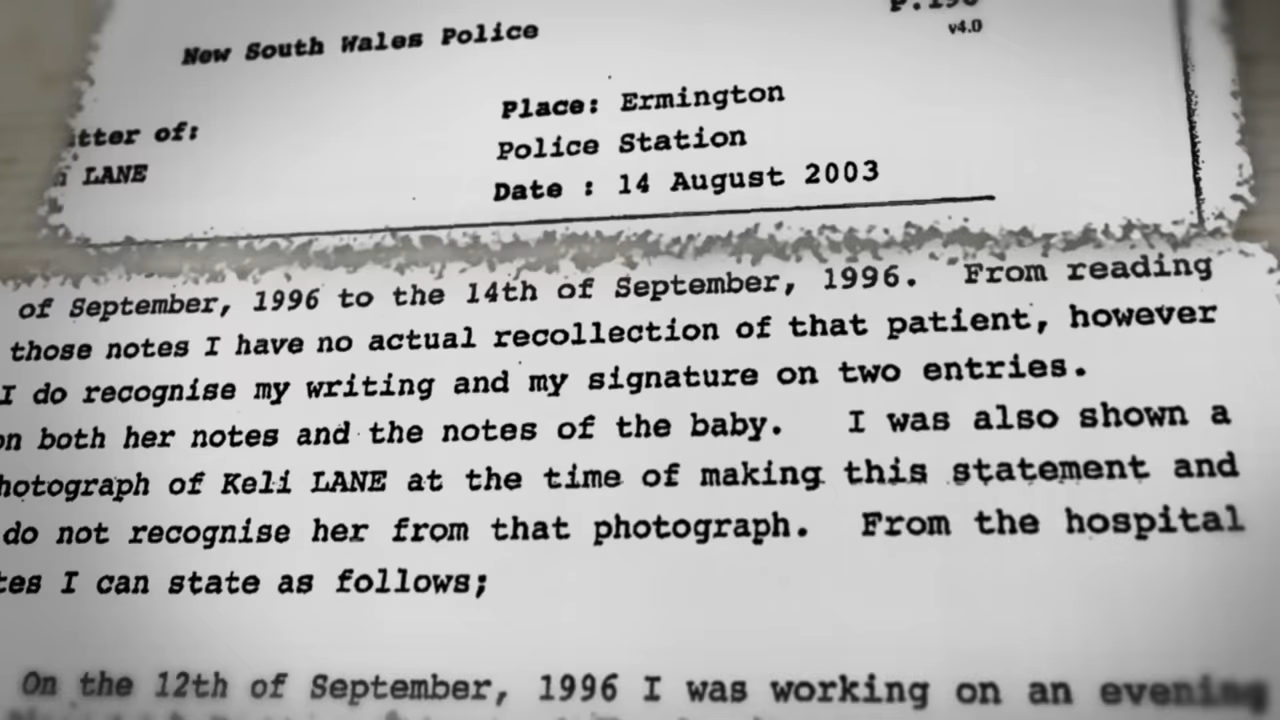 New South Wales Police
v4.0
Place: Ermington
Police Station
tter of:
LANE
Date : 14 August 2003
of September, 1996 to the 14th of September, 1996. From reading
those notes I have no actual recollection of that patient, however
I do recognise my writing and my signature on two entries.
on both her notes and the notes of the baby. I was also shown a
hotograph of Keli LANE at the time of making this statement and
do not recognise her from that photograph. From the hospital
tes I can state as follows;
On the 12th of September, 1996 I was working on an evening